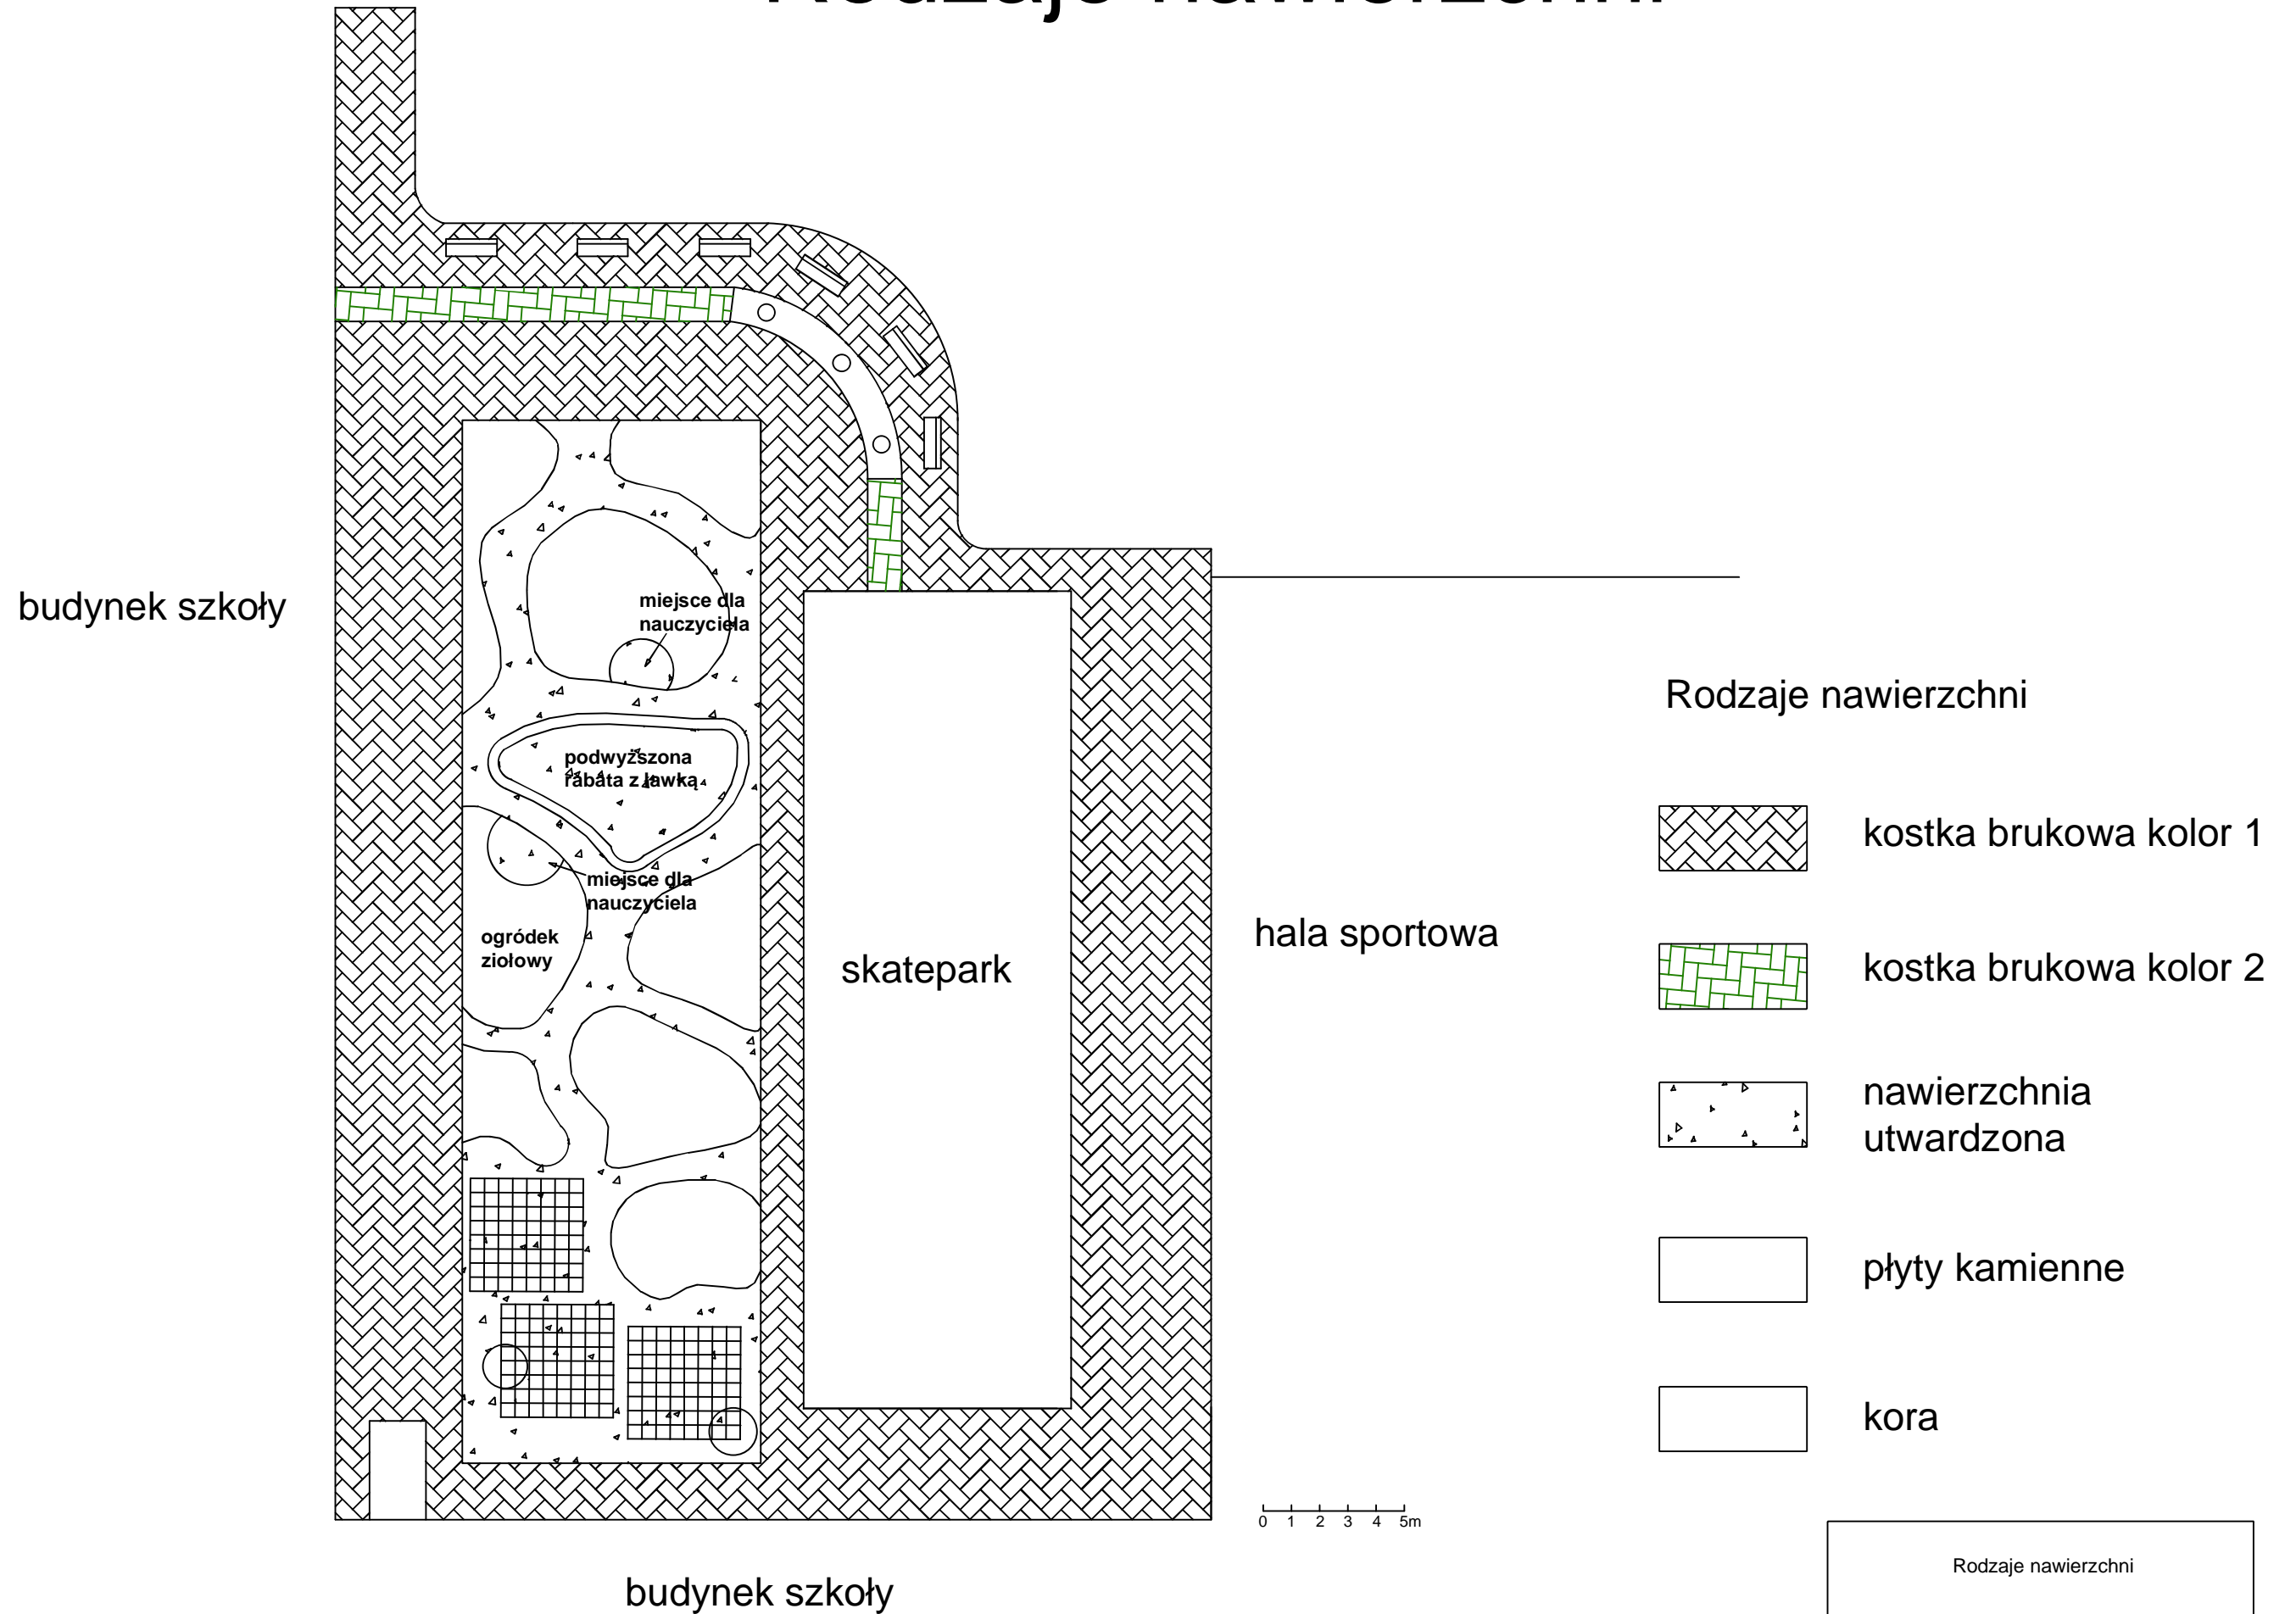 Rodzaje nawierzchni
budynek szkoły
miejsce dla
nauczyciela
podwyższona
rabata z ławką
miejsce dla
nauczyciela
ogródek
ziołowy
skatepark
hala sportowa
Rodzaje nawierzchni
kostka brukowa kolor 1
kostka brukowa kolor 2
nawierzchnia
utwardzona
płyty kamienne
kora
0 1 2 3 4 5m
budynek szkoły
Rodzaje nawierzchni